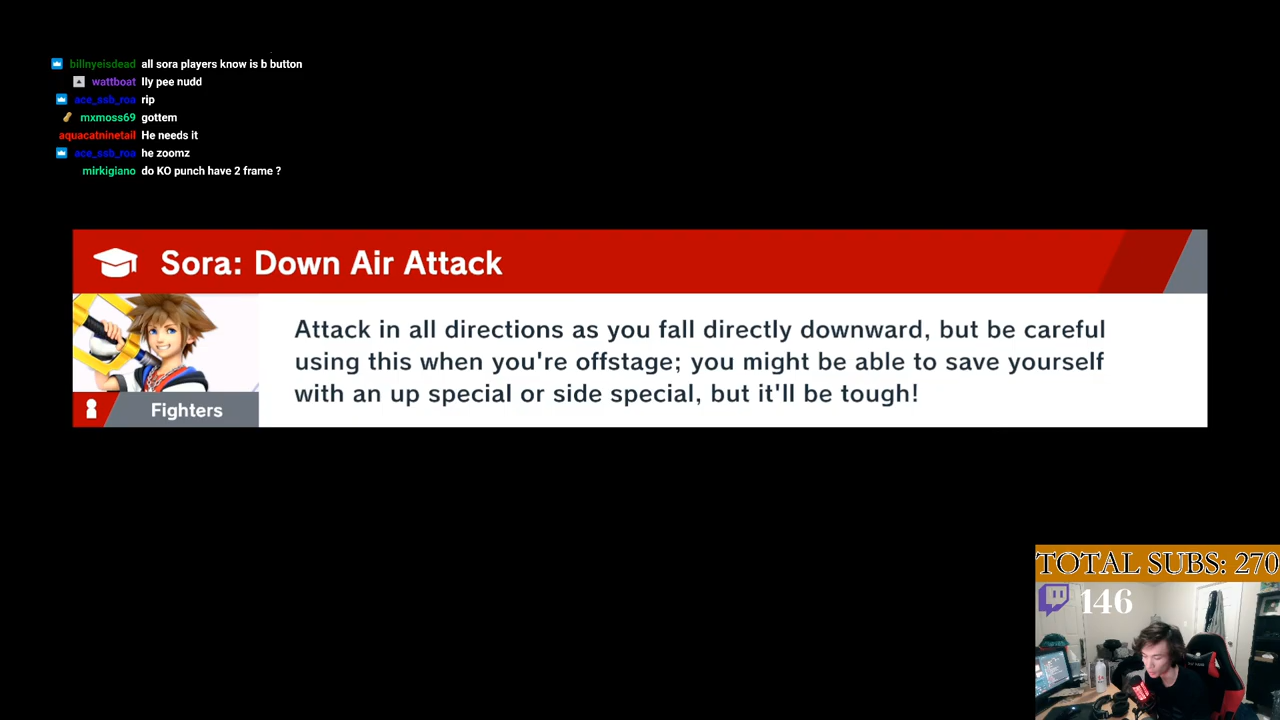 billnyeisdead all sora players know is b button
wattboat lly pee nudd
ace_ssb_roa rip
mxmoss69 gottem
aquacatninetail He needs it
ace_ssb_roa he zoomz
mirkigiano do KO punch have 2 frame ?
Sora: Down Air Attack
Attack in all directions as you fall directly downward, but be careful
using this when you're offstage; you might be able to save yourself
with an up special or side special, but it'll be tough!
Fighters
TOTAL SUBS: 270
146